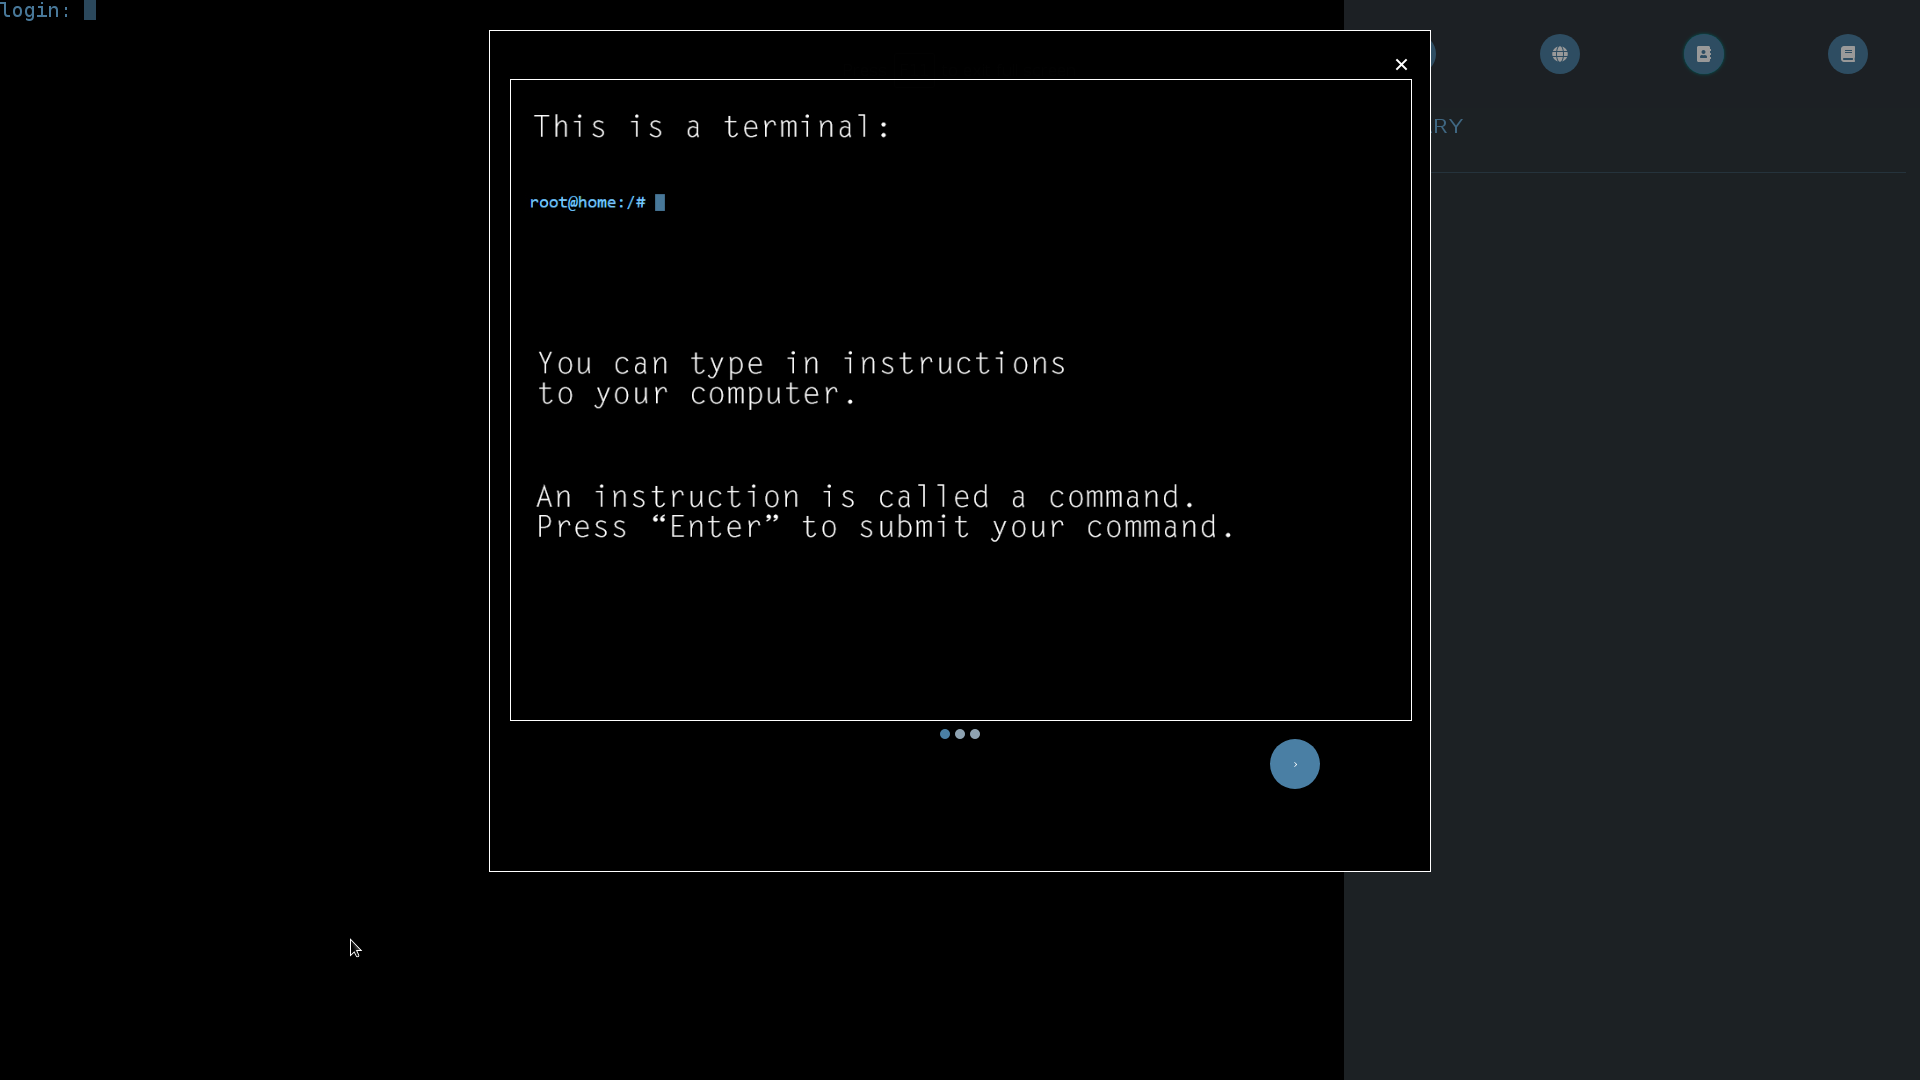 login:
This is a terminal:
root@home:/#
You can type in instructions
to your computer.
An instruction is called a command.
Press “Enter” to submit your command.